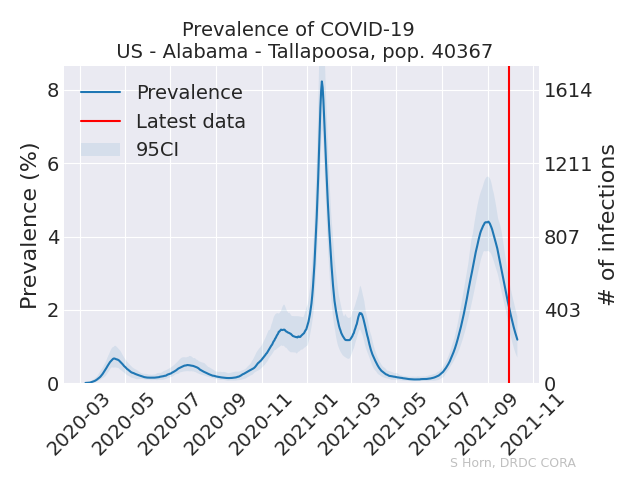 Prevalence of COVID-19
US - Alabama - Tallapoosa, pop. 40367
Prevalence
Latest data
95CI
Prevalence (%)
8
6
4
2
0
1614
1211
807
403
0
# of infections
2020-03
2020-05
2020-07
2020-09
2020-11
2021-01
2021-03
2021-05
2021-07
2021-09
2021-11
S Horn, DRDC CORA